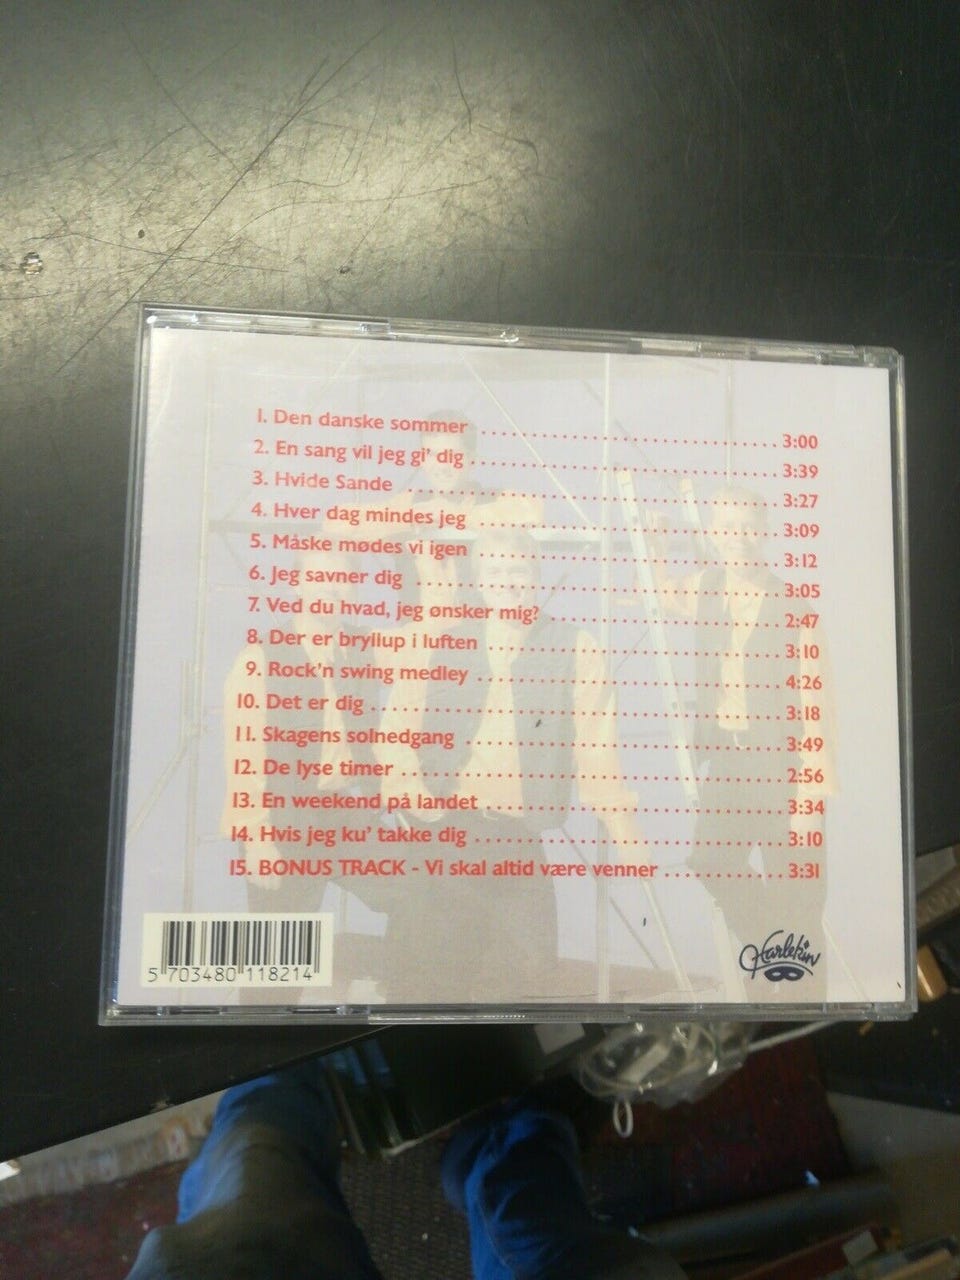 1. Den danske sommer ........................ 3:00
2. En sang vil jeg gi' dig ........................ 3:39
3. Hvide Sande ........................ 3:27
4. Hver dag mindes jeg ........................ 3:09
5. Måske mødes vi igen ........................ 3:12
6. Jeg savner dig ........................ 3:05
7. Ved du hvad, jeg ønsker mig? ........................ 2:47
8. Der er bryllup i luften ........................ 3:10
9. Rock'n swing medley ........................ 4:26
10. Det er dig ........................ 3:18
11. Skagens solnedgang ........................ 3:49
12. De lyse timer ........................ 2:56
13. En weekend på landet ........................ 3:34
14. Hvis jeg ku' takke dig ........................ 3:10
15. BONUS TRACK - Vi skal altid være venner ............ 3:31
5 703480 118214
Harlekin